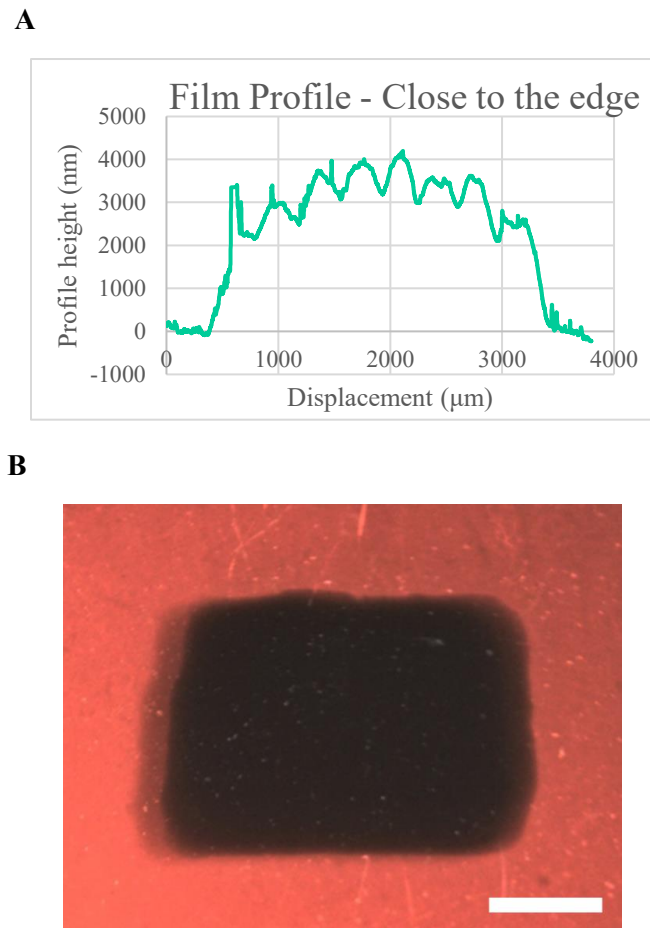 A
Film Profile - Close to the edge
5000
4000
3000
2000
1000
0
-1000
Profile height (nm)
0 1000 2000 3000 4000
Displacement (μm)
B